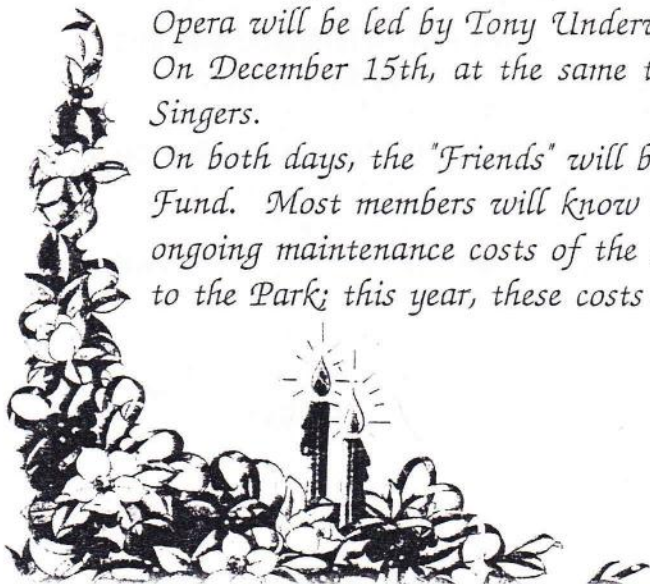 Opera will be led by Tony
On December 15th, at the same
Singers.
On both days, the "Friends" will
Fund. Most members will know
ongoing maintenance costs of the
to the Park; this year, these costs